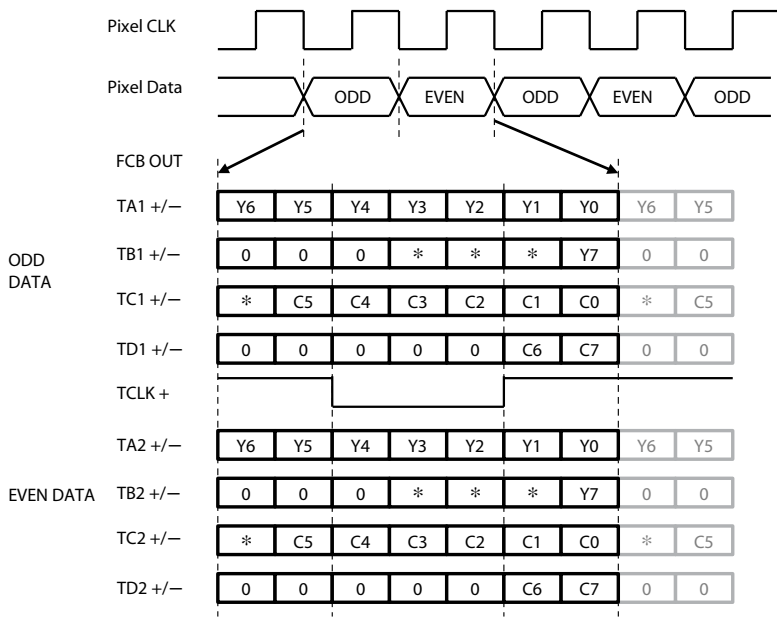 Pixel CLK
Pixel Data ODD EVEN ODD EVEN ODD
FCB OUT
TA1 +/− Y6 Y5 Y4 Y3 Y2 Y1 Y0 Y6 Y5
ODD DATA
TB1 +/− 0 0 0 * * * Y7 0 0
TC1 +/− * C5 C4 C3 C2 C1 C0 * C5
TD1 +/− 0 0 0 0 0 C6 C7 0 0
TCLK +
TA2 +/− Y6 Y5 Y4 Y3 Y2 Y1 Y0 Y6 Y5
EVEN DATA TB2 +/− 0 0 0 * * * Y7 0 0
TC2 +/− * C5 C4 C3 C2 C1 C0 * C5
TD2 +/− 0 0 0 0 0 C6 C7 0 0